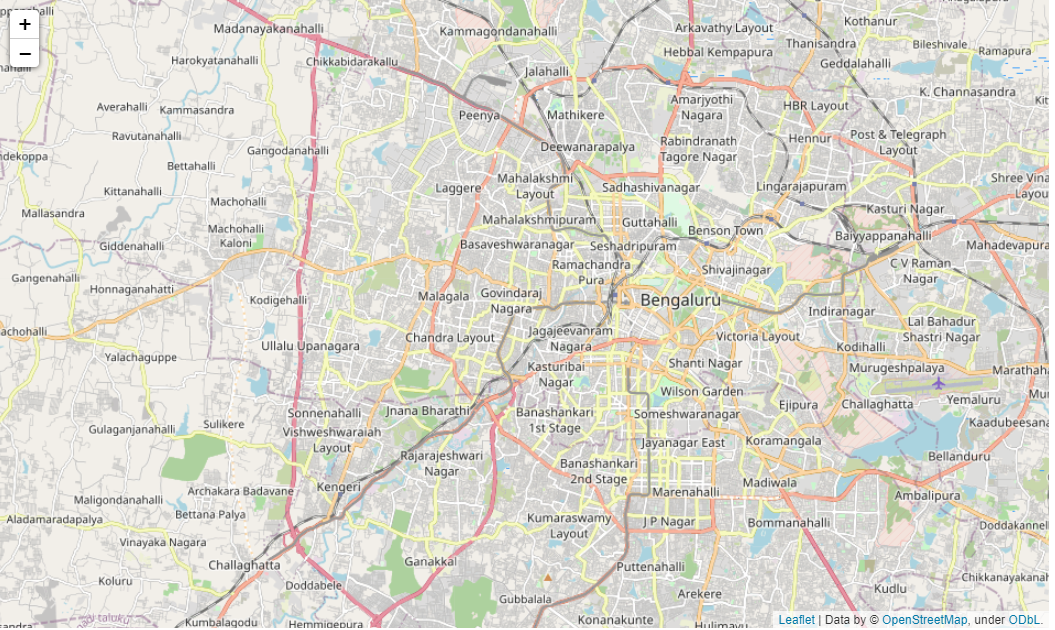 +
−
Madanayakanahalli
Kammagondanahalli
Arkavathy Layout
Kothanur
Thanisandra
Bileshivale
Ramapura
Hebbal Kempapura
Geddalahalli
Harokyatanahalli
Chikkabidarakallu
Jalahalli
K. Channasandra
Averahalli
Kammasandra
Peenya
Mathikere
Amarjyothi
Nagara
HBR Layout
Ravutanahalli
Hennur
Post & Telegraph
Layout
Gangodanahalli
Deewanarapalya
Rabindranath
Tagore Nagar
Bettahalli
Kittanahalli
Laggere
Mahalakshmi
Layout
Sadhashivanagar
Lingarajapuram
Machohalli
Kasturi Nagar
Mallasandra
Mahalakshmipuram
Guttahalli
Benson Town
Baiyyappanahalli
Machohalli
Kaloni
Giddenahalli
Basaveshwaranagar
Seshadripuram
Ramachandra
Pura
Shivajinagar
C V Raman
Nagar
Gangenahalli
Honnaganahatti
Kodigehalli
Malagala
Govindaraj
Nagara
Bengaluru
Indiranagar
Lal Bahadur
Shastri Nagar
Ullalu Upanagara
Chandra Layout
Jagajeevanram
Nagara
Victoria Layout
Kodihalli
Yalachaguppe
Kasturibai
Nagar
Shanti Nagar
Murugeshpalaya
Wilson Garden
Yemaluru
Sonnenahalli
Jnana Bharathi
Banashankari
1st Stage
Someshwaranagar
Ejipura
Challaghatta
Gulaganjanahalli
Sulikere
Vishweshwaraiah
Layout
Jayanagar East
Koramangala
Bellanduru
Rajarajeshwari
Nagar
Banashankari
2nd Stage
Kengeri
Archakara Badavane
Marenahalli
Madiwala
Ambalipura
Maligondanahalli
Bettana Palya
Aladamaradapalya
Kumaraswamy
Layout
J P Nagar
Bommanahalli
Vinayaka Nagara
Challaghatta
Ganakkal
Puttenahalli
Koluru
Doddabele
Gubbalala
Arekere
Kudlu
Kumbalagodu
Hemmigepura
Konanakunte
Hulimavu
Leaflet | Data by © OpenStreetMap, under ODbL.